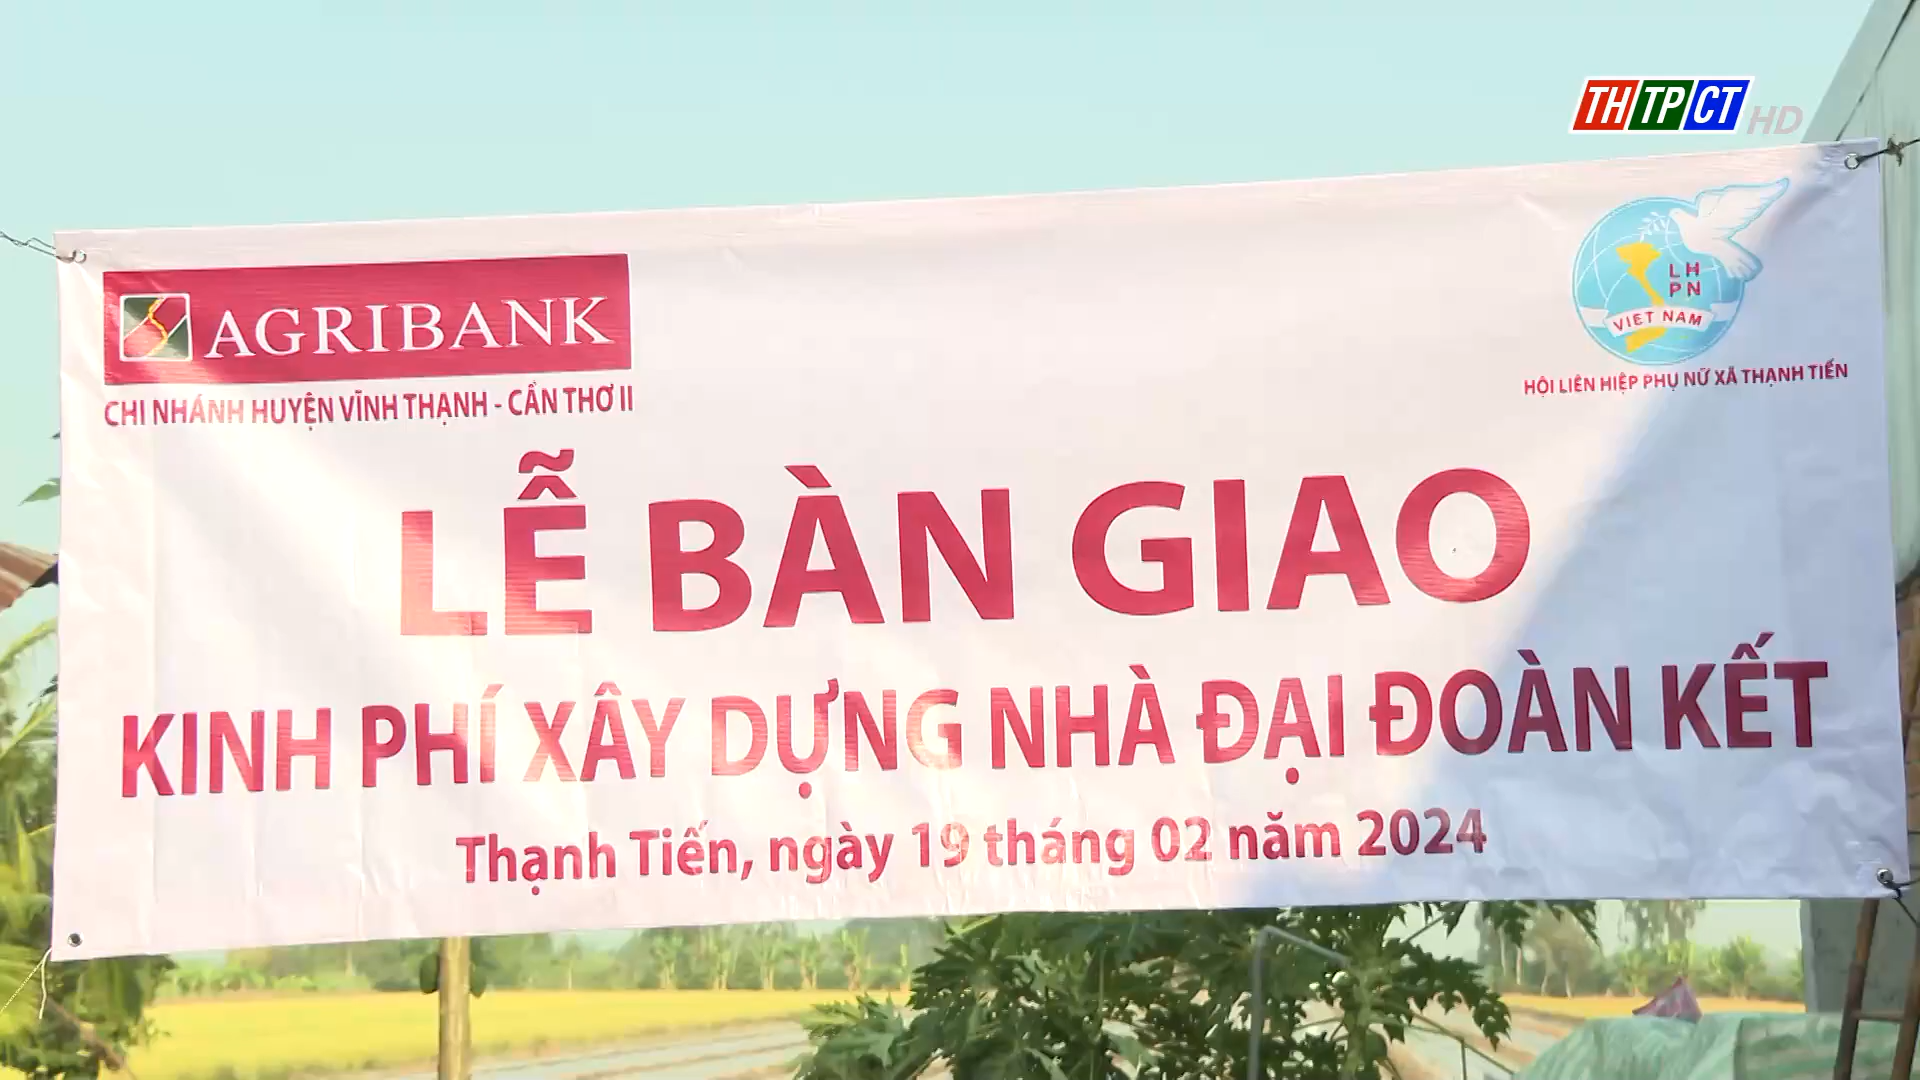 THTPCT HD
AGRIBANK
CHI NHÁNH HUYỆN VĨNH THẠNH - CẦN THƠ II
LH
PN
VIET NAM
HỘI LIÊN HIỆP PHỤ NỮ XÃ THẠNH TIẾN
LỄ BÀN GIAO
KINH PHÍ XÂY DỰNG NHÀ ĐẠI ĐOÀN KẾT
Thạnh Tiến, ngày 19 tháng 02 năm 2024